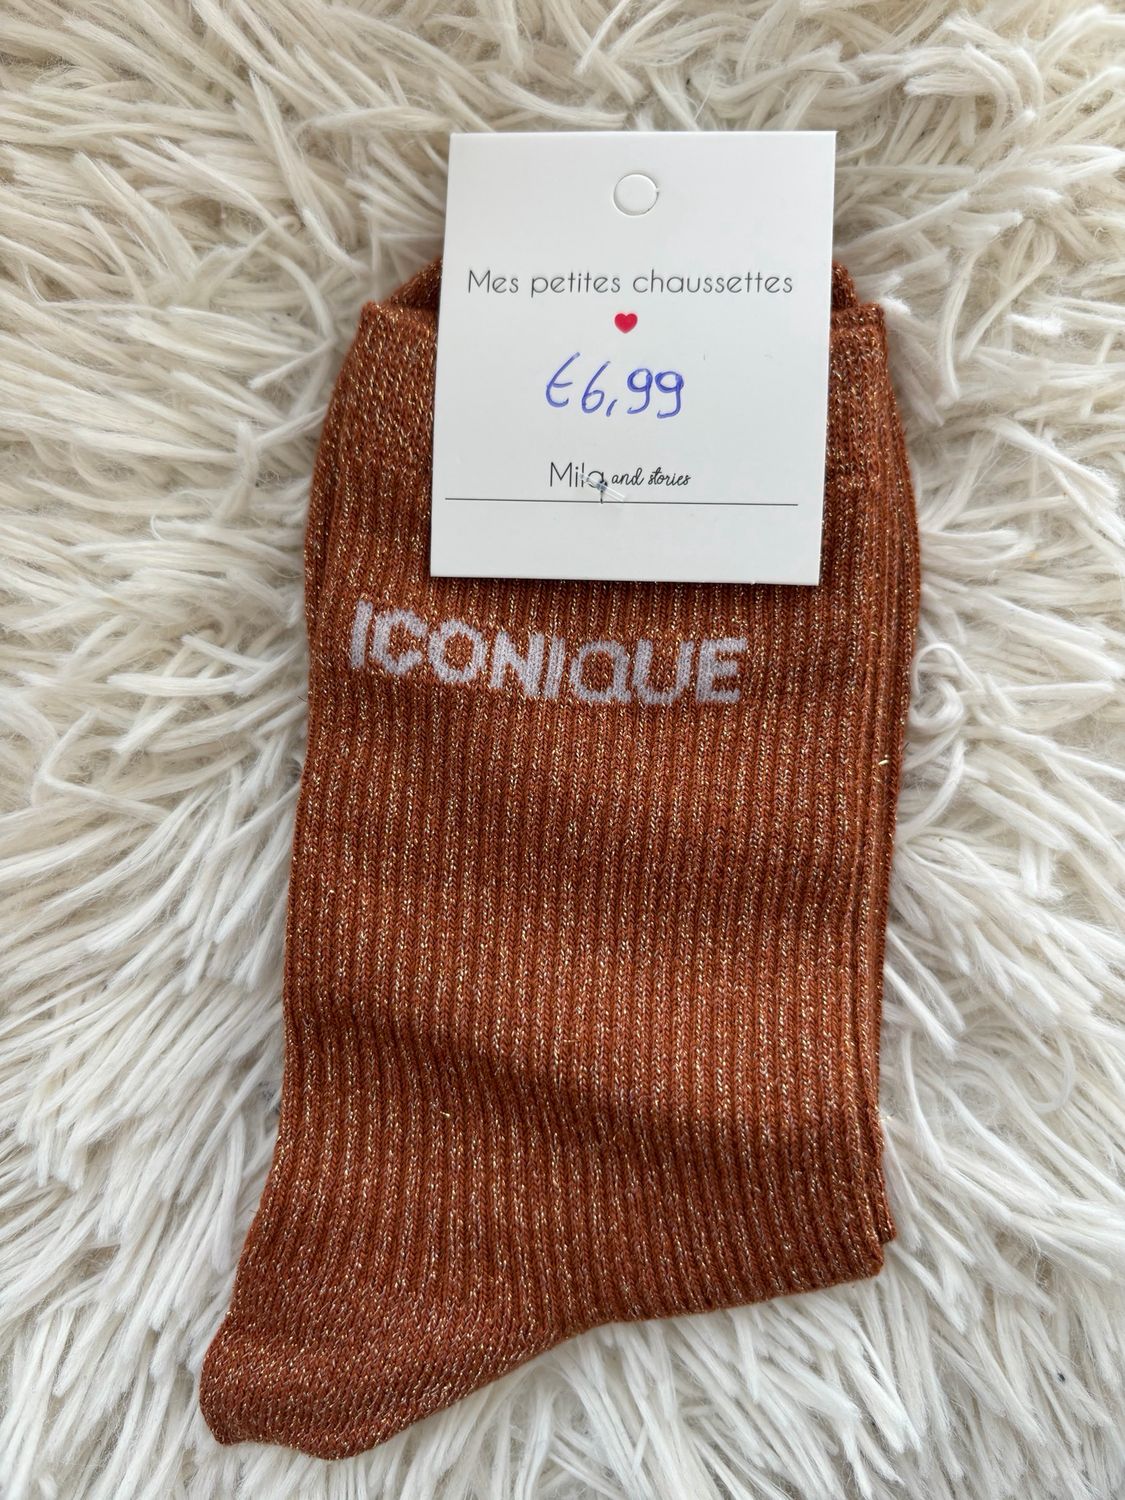 Mes petites chaussettes
€6,99
Mila and stories
ICONIQUE